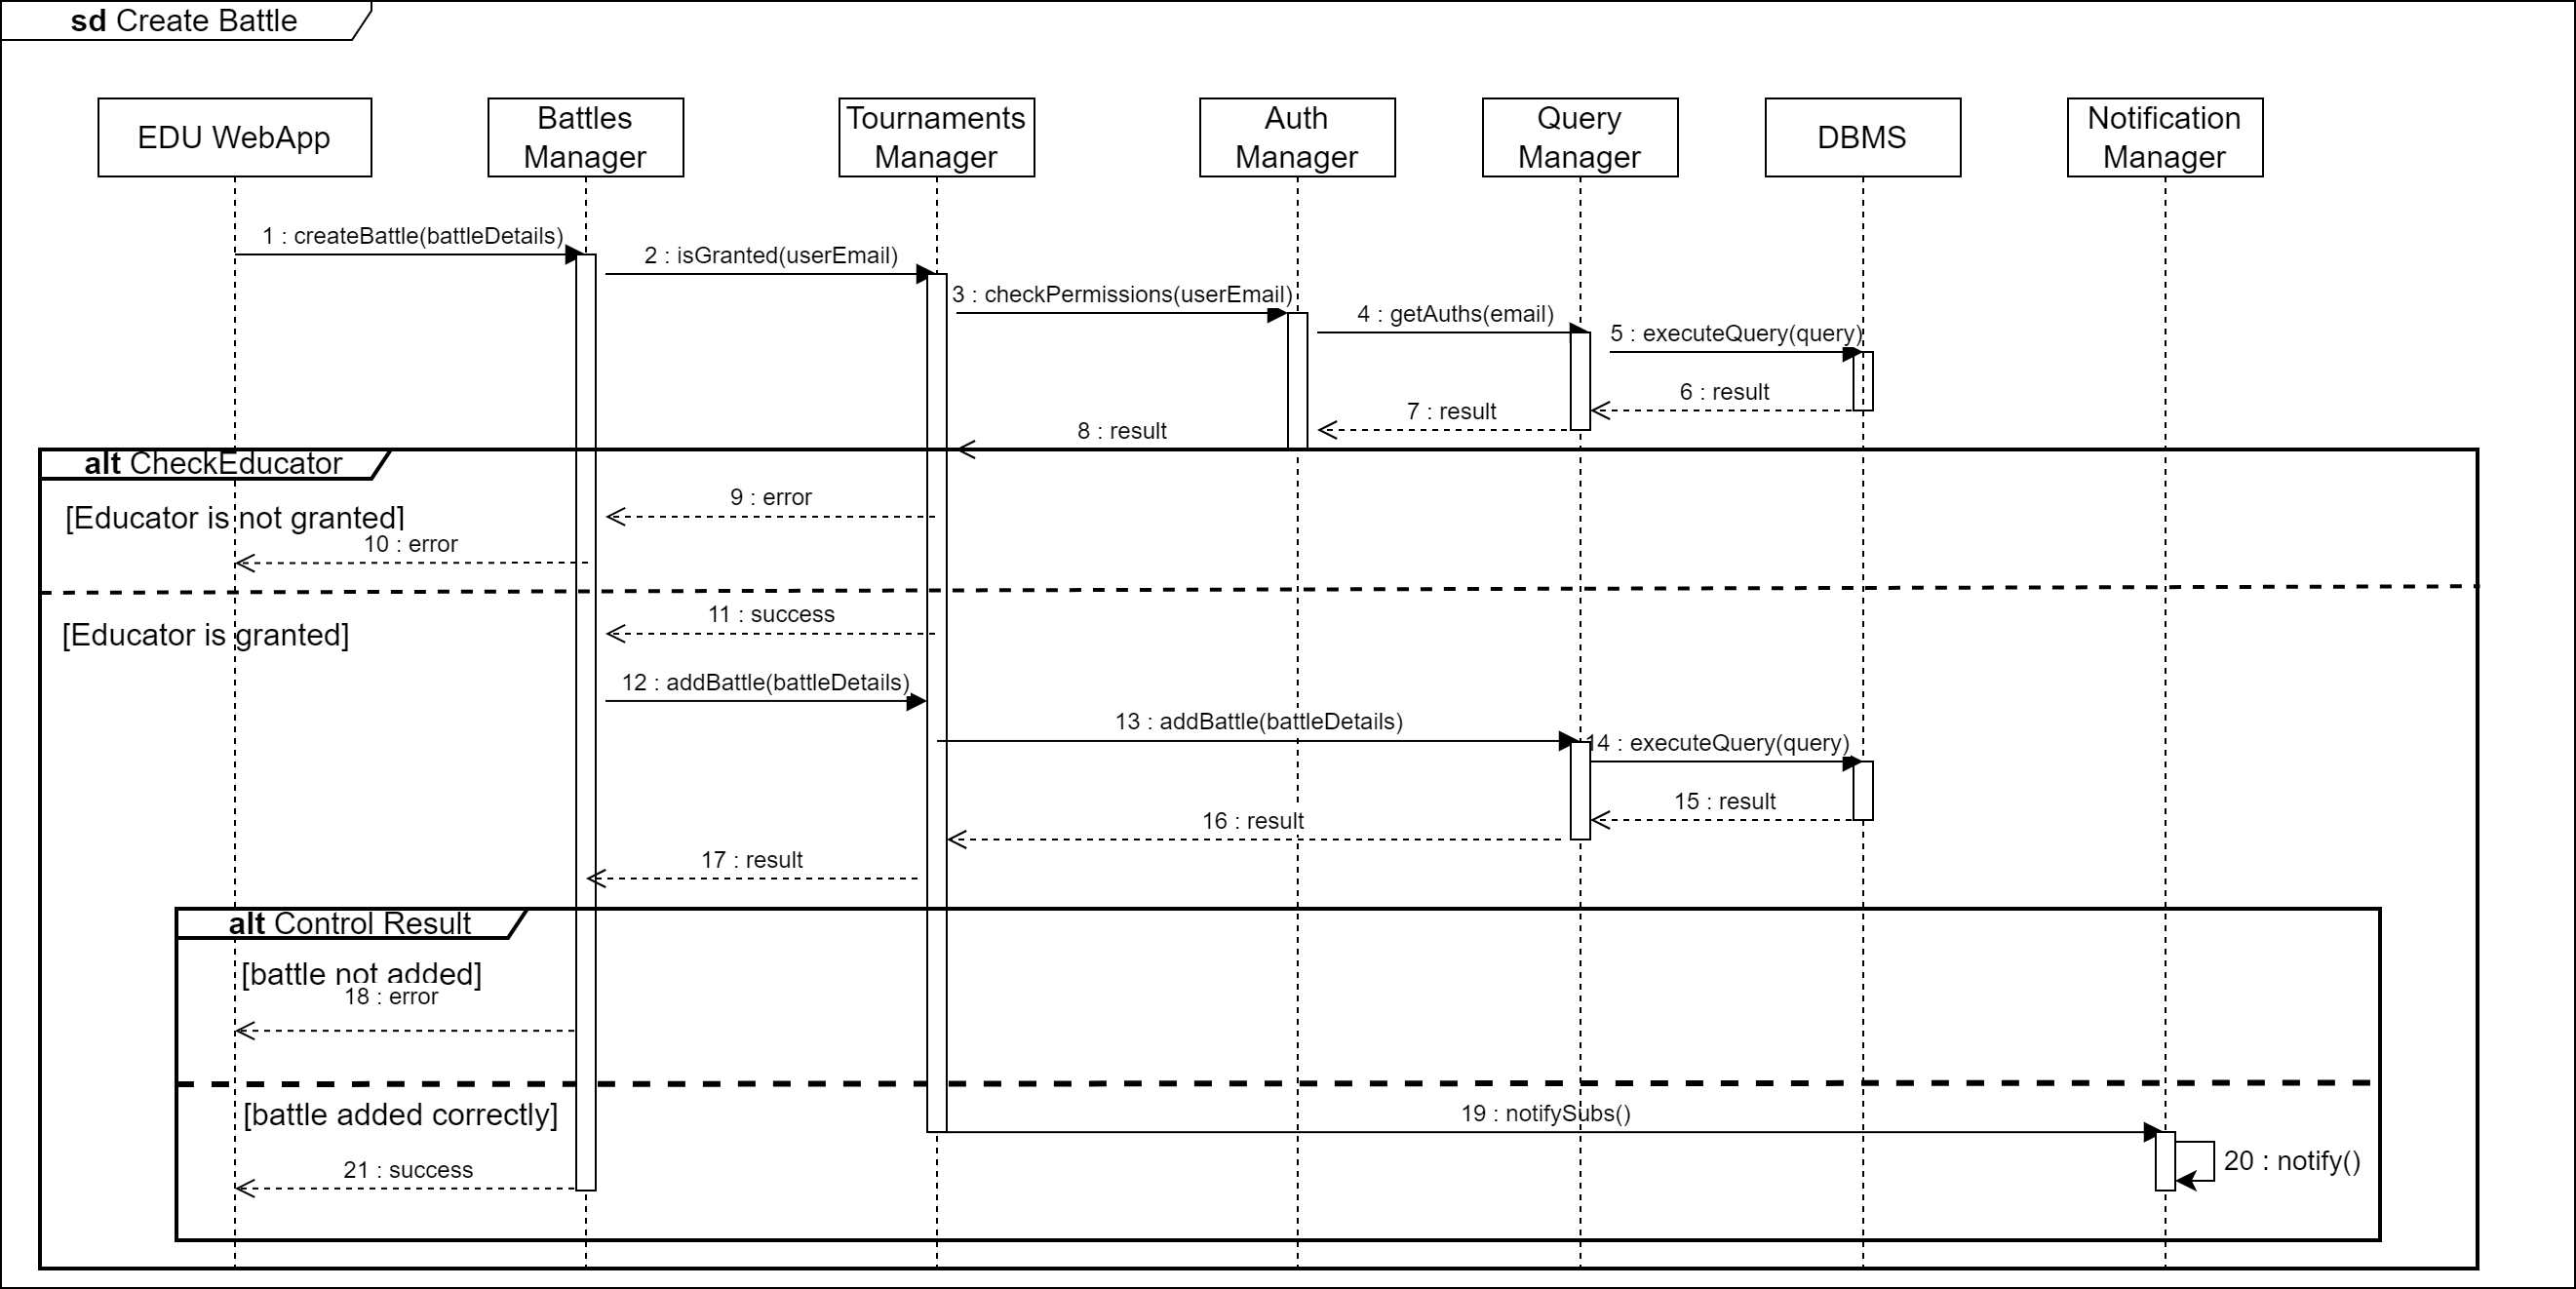 sd Create Battle
EDU WebApp
Battles
Manager
Tournaments
Manager
Auth
Manager
Query
Manager
DBMS
Notification
Manager
1 : createBattle(battleDetails)
2 : isGranted(userEmail)
3 : checkPermissions(userEmail)
4 : getAuths(email)
5 : executeQuery(query)
6 : result
7 : result
8 : result
alt CheckEducator
9 : error
[Educator is not granted]
10 : error
11 : success
[Educator is granted]
12 : addBattle(battleDetails)
13 : addBattle(battleDetails)
14 : executeQuery(query)
15 : result
16 : result
17 : result
alt Control Result
[battle not added]
18 : error
[battle added correctly]
19 : notifySubs()
20 : notify()
21 : success